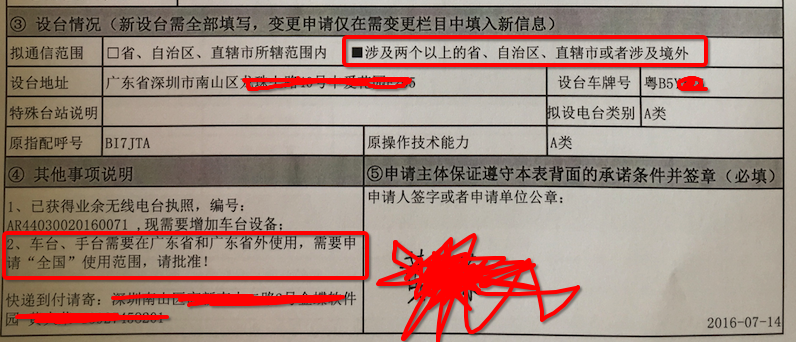 ③ 设台情况（新设台需全部填写，变更申请仅在需变更栏目中填入新信息）
拟通信范围 □省、自治区、直辖市所辖范围内 ■涉及两个以上的省、自治区、直辖市或者涉及境外
设台地址 广东省深圳市南山区 设台车牌号 粤B5Y
特殊台站说明 拟设电台类别 A类
原指配呼号 BI7JTA 原操作技术能力 A类
④ 其他事项说明 ⑤申请主体保证遵守本表背面的承诺条件并签章（必填）
申请人签字或者申请单位公章：
1、已获得业余无线电台执照，编号：
AR44030020160071 ,现需要增加车台设备；
2、车台、手台需要在广东省和广东省外使用，需要申
请“全国”使用范围，请批准！
快递到付请寄：深圳南山区 软件
园
2016-07-14